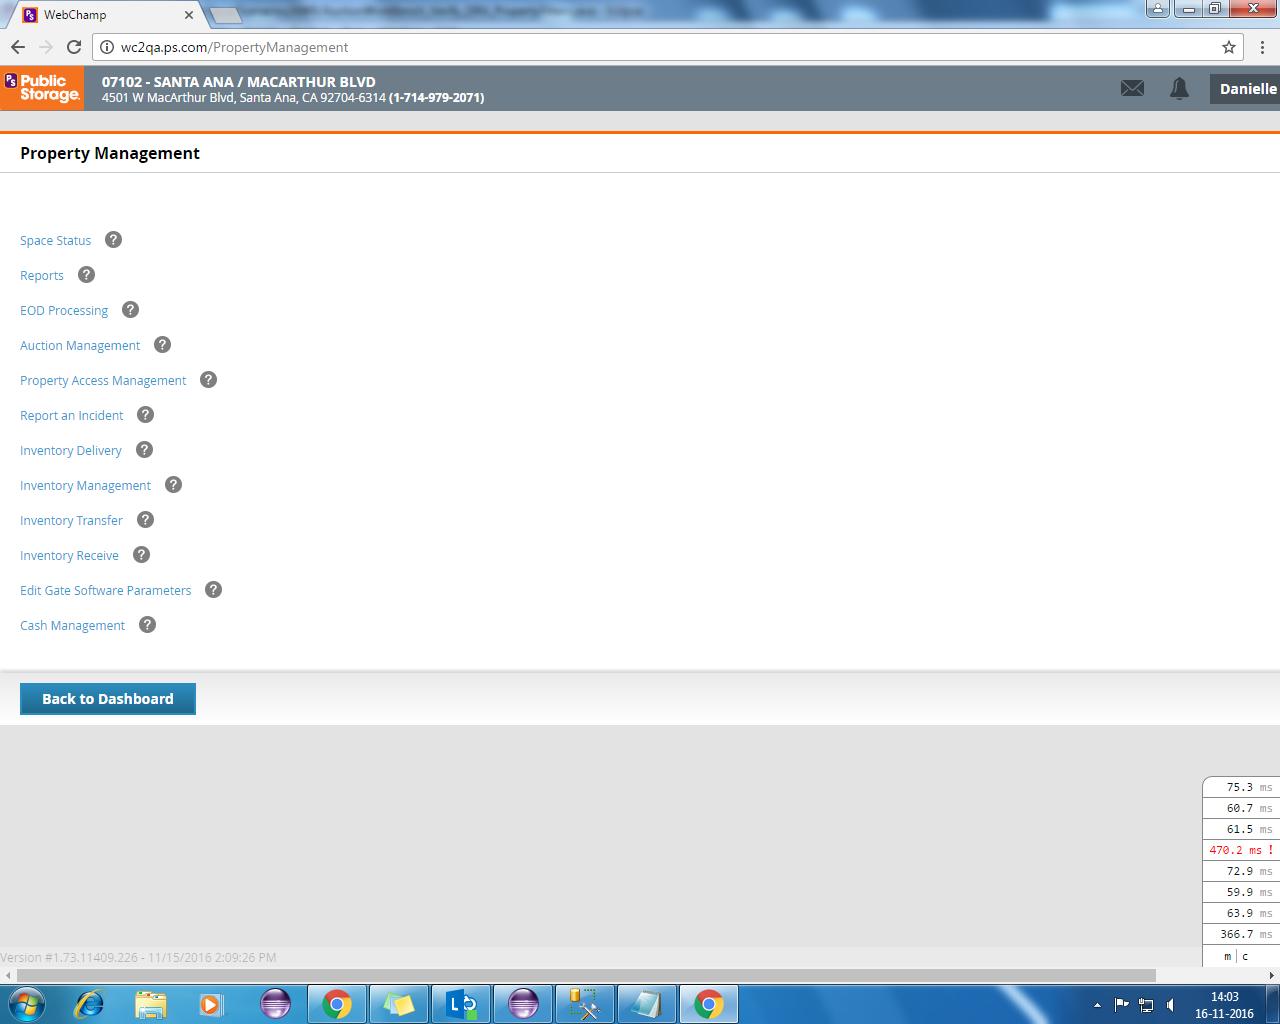 WebChamp
wc2qa.ps.com/PropertyManagement
PS Public Storage.
07102 - SANTA ANA / MACARTHUR BLVD
4501 W MacArthur Blvd, Santa Ana, CA 92704-6314 (1-714-979-2071)
Danielle
Property Management
Space Status ?
Reports ?
EOD Processing ?
Auction Management ?
Property Access Management ?
Report an Incident ?
Inventory Delivery ?
Inventory Management ?
Inventory Transfer ?
Inventory Receive ?
Edit Gate Software Parameters ?
Cash Management ?
Back to Dashboard
75.3 ms
60.7 ms
61.5 ms
470.2 ms !
72.9 ms
59.9 ms
63.9 ms
366.7 ms
m | c
Version #1.73.11409.226 - 11/15/2016 2:09:26 PM
14:03
16-11-2016